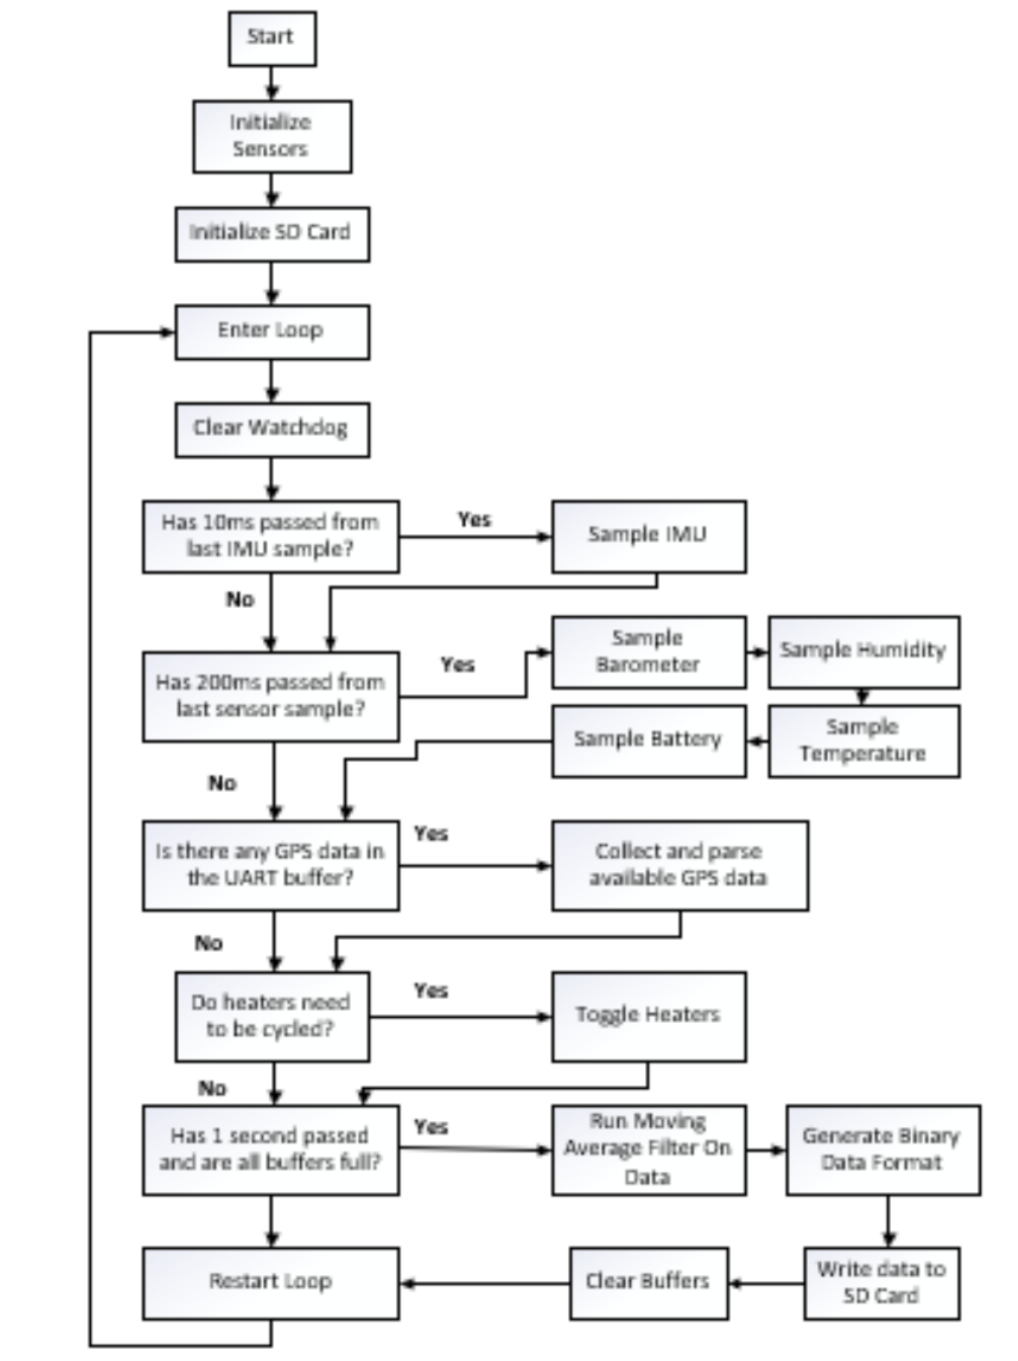 Start
Initialize
Sensors
Initialize SD Card
Enter Loop
Clear Watchdog
Has 10ms passed from
last IMU sample?
Yes
Sample IMU
No
Has 200ms passed from
last sensor sample?
Yes
Sample
Barometer
Sample Humidity
Sample
Temperature
Sample Battery
No
Is there any GPS data in
the UART buffer?
Yes
Collect and parse
available GPS data
No
Do heaters need
to be cycled?
Yes
Toggle Heaters
No
Has 1 second passed
and are all buffers full?
Yes
Run Moving
Average Filter On
Data
Generate Binary
Data Format
Write data to
SD Card
Clear Buffers
Restart Loop